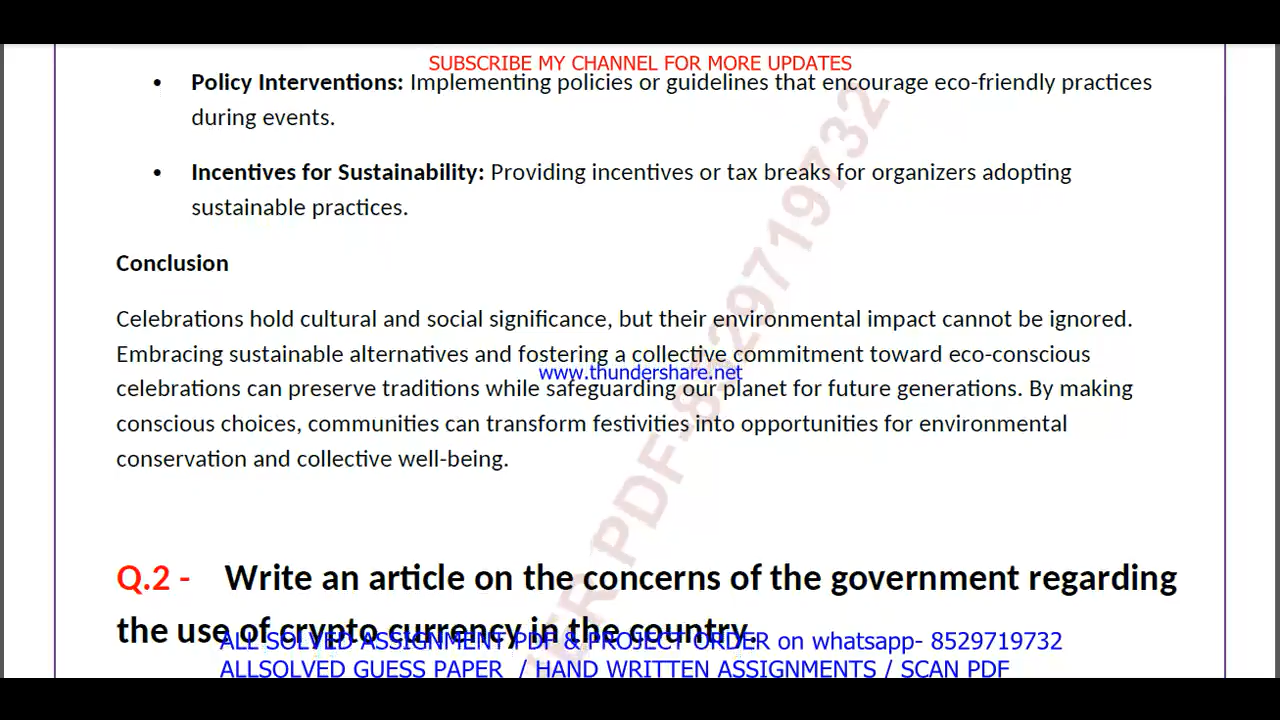 SUBSCRIBE MY CHANNEL FOR MORE UPDATES
• Policy Interventions: Implementing policies or guidelines that encourage eco-friendly practices
during events.
• Incentives for Sustainability: Providing incentives or tax breaks for organizers adopting
sustainable practices.
Conclusion
Celebrations hold cultural and social significance, but their environmental impact cannot be ignored.
Embracing sustainable alternatives and fostering a collective commitment toward eco-conscious
www.thundershare.net
celebrations can preserve traditions while safeguarding our planet for future generations. By making
conscious choices, communities can transform festivities into opportunities for environmental
conservation and collective well-being.
PDF-8529719732
Q.2 - Write an article on the concerns of the government regarding
the use of crypto currency in the country.
ALL SOLVED ASSIGNMENT PDF & PROJECT ORDER on whatsapp- 8529719732
ALLSOLVED GUESS PAPER / HAND WRITTEN ASSIGNMENTS / SCAN PDF